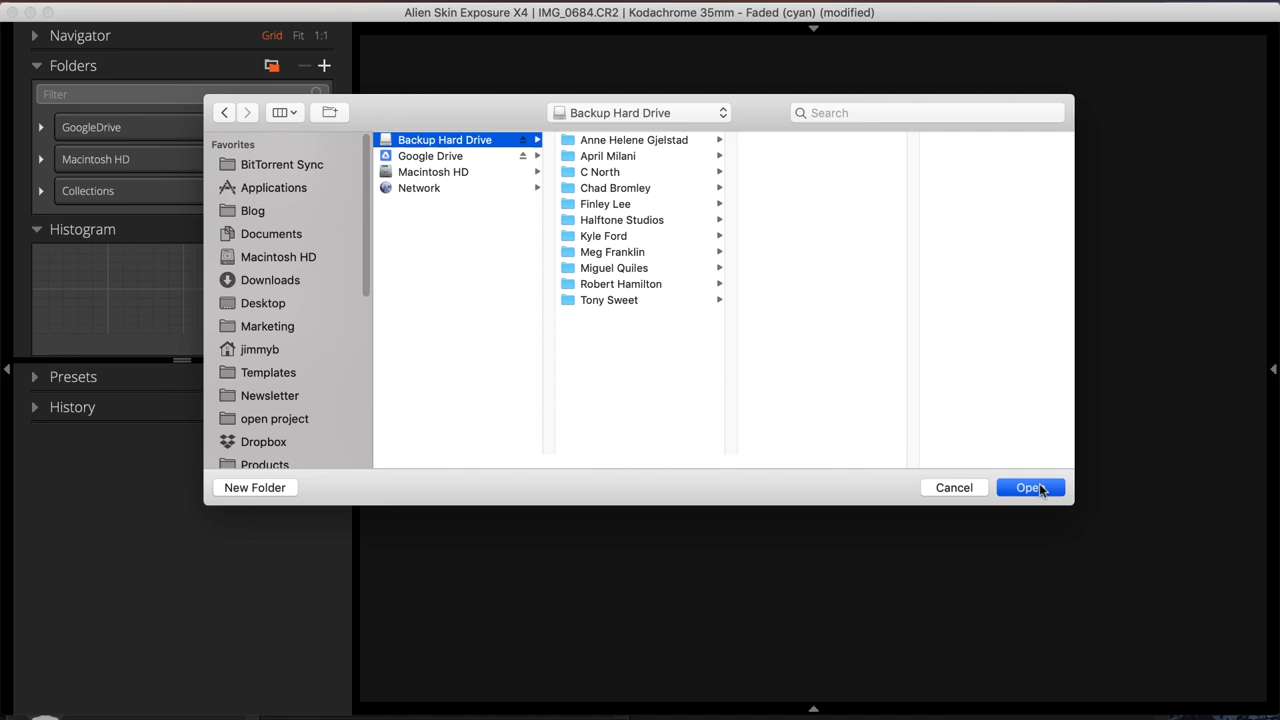 Alien Skin Exposure X4 | IMG_0684.CR2 | Kodachrome 35mm - Faded (cyan) (modified)
Navigator
Grid Fit 1:1
Folders
Filter
GoogleDrive
Macintosh HD
Collections
Histogram
Presets
History
Backup Hard Drive
Search
Favorites
BitTorrent Sync
Applications
Blog
Documents
Macintosh HD
Downloads
Desktop
Marketing
jimmyb
Templates
Newsletter
open project
Dropbox
Products
Backup Hard Drive
Google Drive
Macintosh HD
Network
Anne Helene Gjelstad
April Milani
C North
Chad Bromley
Finley Lee
Halftone Studios
Kyle Ford
Meg Franklin
Miguel Quiles
Robert Hamilton
Tony Sweet
New Folder
Cancel
Open